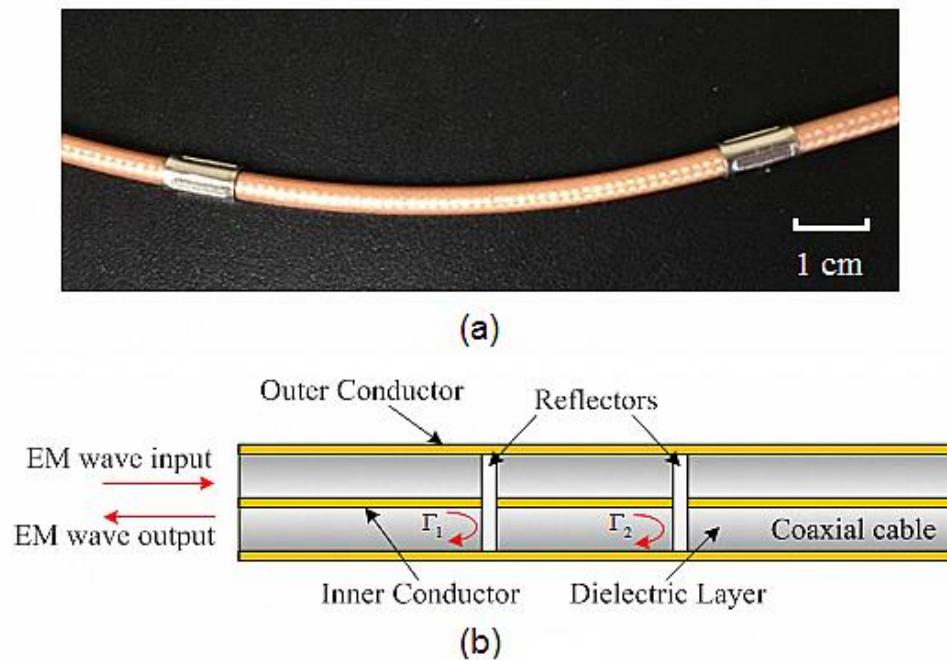 1 cm
(a)
Outer Conductor
Reflectors
EM wave input
EM wave output
Γ1
Γ2
Coaxial cable
Inner Conductor
Dielectric Layer
(b)